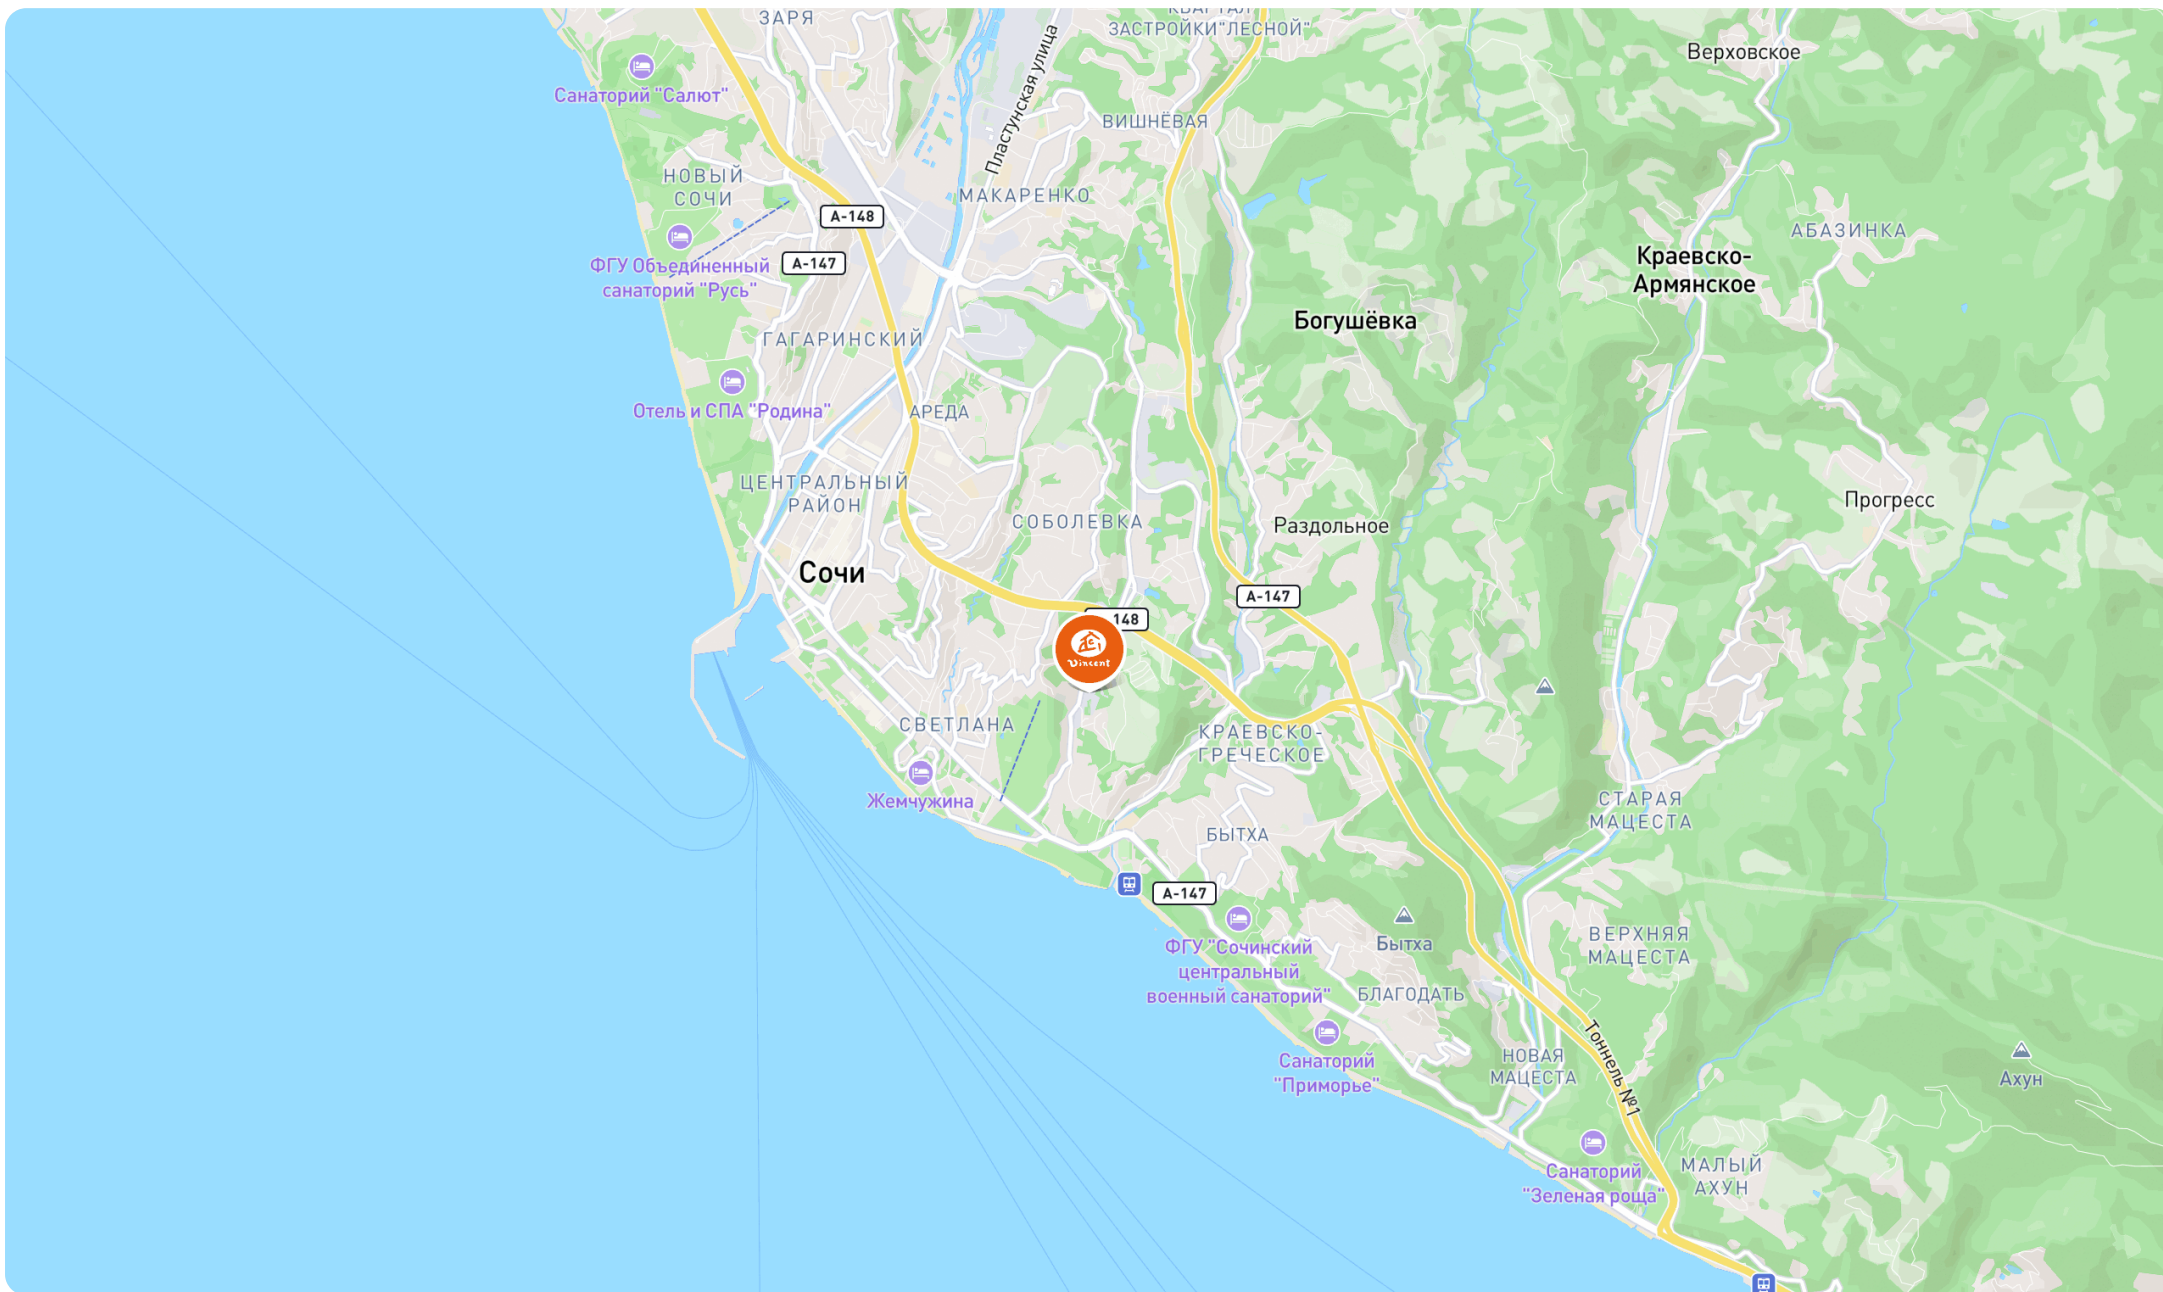 ЗАРЯ
КВАРТАЛ
ЗАСТРОЙКИ"ЛЕСНОЙ"
Верховское
Санаторий "Салют"
Пластунская улица
ВИШНЁВАЯ
НОВЫЙ
СОЧИ
МАКАРЕНКО
А-148
АБАЗИНКА
А-147
ФГУ Объединенный
санаторий "Русь"
Краевско-
Армянское
Богушёвка
ГАГАРИНСКИЙ
Отель и СПА "Родина"
АРЕДА
ЦЕНТРАЛЬНЫЙ
РАЙОН
СОБОЛЕВКА
Раздольное
Прогресс
Сочи
А-147
148
Vincent
СВЕТЛАНА
КРАЕВСКО-
ГРЕЧЕСКОЕ
Жемчужина
СТАРАЯ
МАЦЕСТА
БЫТХА
А-147
ФГУ "Сочинский
центральный
военный санаторий"
Бытха
ВЕРХНЯЯ
МАЦЕСТА
БЛАГОДАТЬ
Санаторий
"Приморье"
НОВАЯ
МАЦЕСТА
Тоннель №1
Ахун
Санаторий
"Зеленая роща"
МАЛЫЙ
АХУН